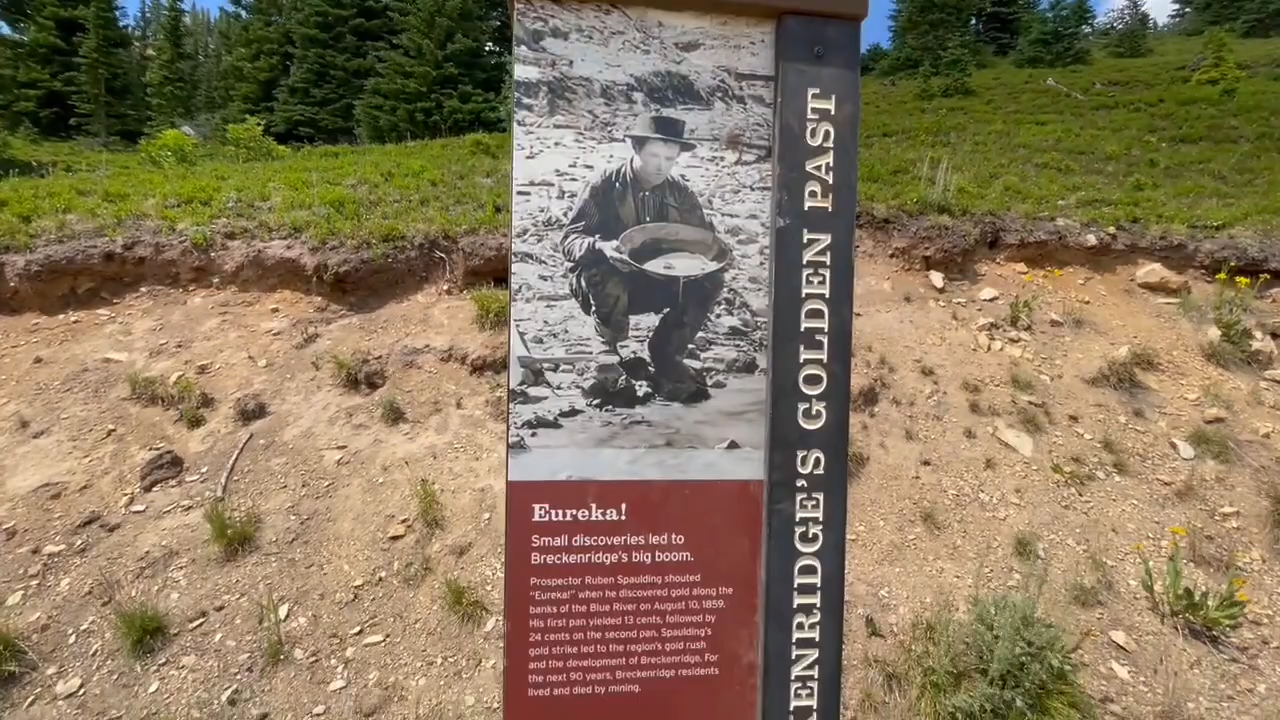 Eureka!
Small discoveries led to
Breckenridge's big boom.
Prospector Ruben Spaulding shouted
"Eureka!" when he discovered gold along the
banks of the Blue River on August 10, 1859.
His first pan yielded 13 cents, followed by
24 cents on the second pan. Spaulding's
gold strike led to the region's gold rush
and the development of Breckenridge. For
the next 90 years, Breckenridge residents
lived and died by mining.
KENRIDGE'S GOLDEN PAST